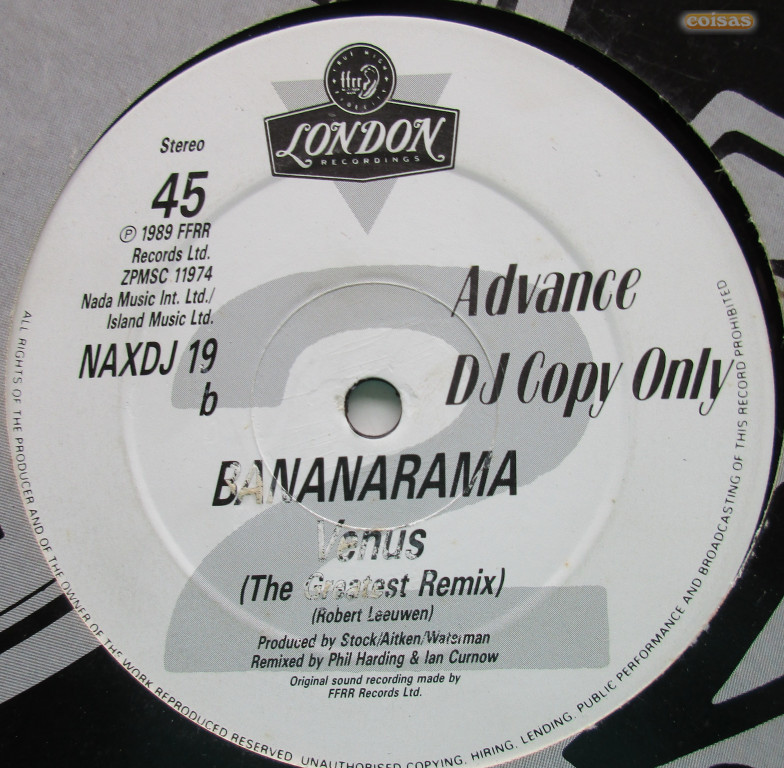 coisas
TRUE HIGH
ffrr
FIDELITY
LONDON
RECORDINGS
Stereo
45
℗ 1989 FFRR
Records Ltd.
ZPMSC 11974
Nada Music Int. Ltd./
Island Music Ltd.
NAXDJ 19
b
Advance
DJ Copy Only
2
BANANARAMA
Venus
(The Greatest Remix)
(Robert Leeuwen)
Produced by Stock/Aitken/Waterman
Remixed by Phil Harding & Ian Curnow
Original sound recording made by
FFRR Records Ltd.
ALL RIGHTS OF THE PRODUCER AND OF THE OWNER OF THE WORK REPRODUCED RESERVED UNAUTHORISED COPYING, HIRING, LENDING, PUBLIC PERFORMANCE AND BROADCASTING OF THIS RECORD PROHIBITED